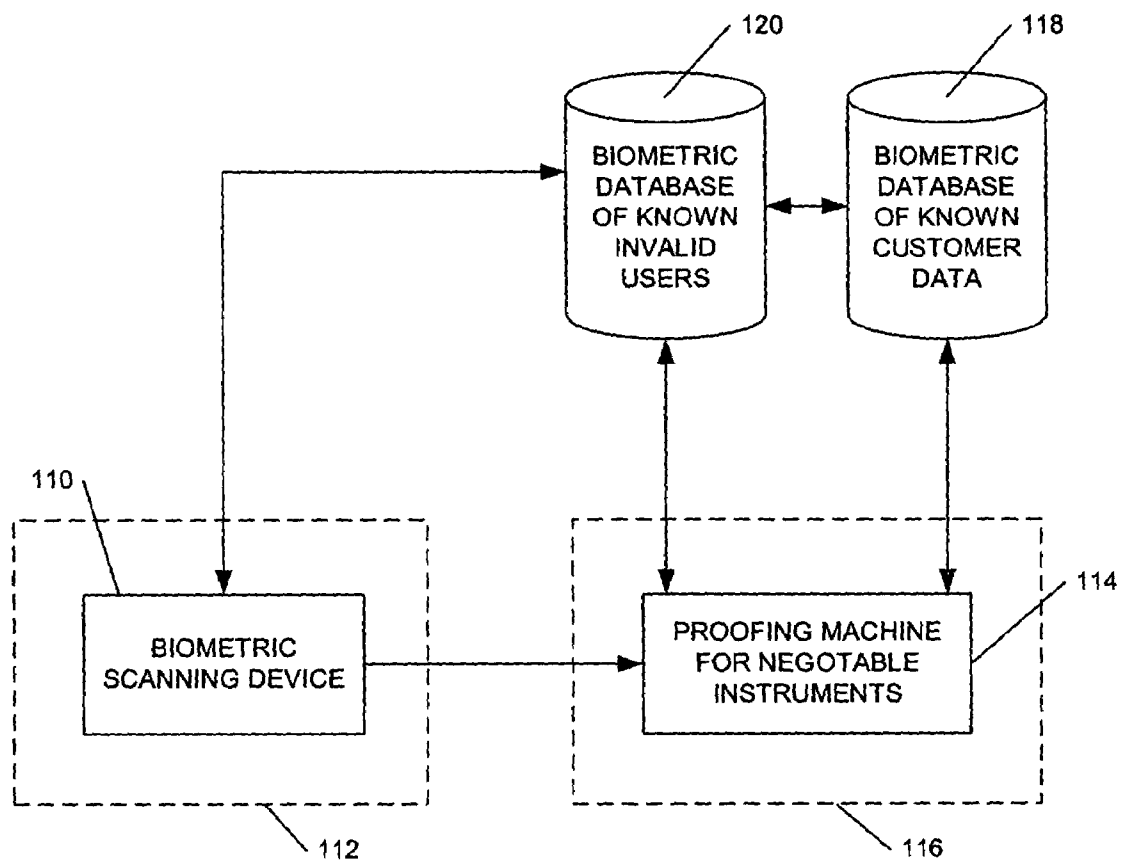 120
118
BIOMETRIC
DATABASE
OF KNOWN
INVALID
USERS
BIOMETRIC
DATABASE
OF KNOWN
CUSTOMER
DATA
110
114
BIOMETRIC
SCANNING DEVICE
PROOFING MACHINE
FOR NEGOTABLE
INSTRUMENTS
112
116